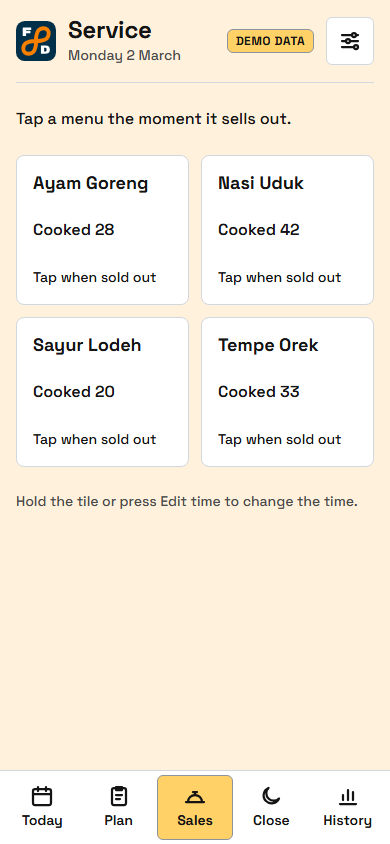 F D
Service
Monday 2 March
DEMO DATA
Tap a menu the moment it sells out.
Ayam Goreng
Cooked 28
Tap when sold out
Nasi Uduk
Cooked 42
Tap when sold out
Sayur Lodeh
Cooked 20
Tap when sold out
Tempe Orek
Cooked 33
Tap when sold out
Hold the tile or press Edit time to change the time.
Today
Plan
Sales
Close
History